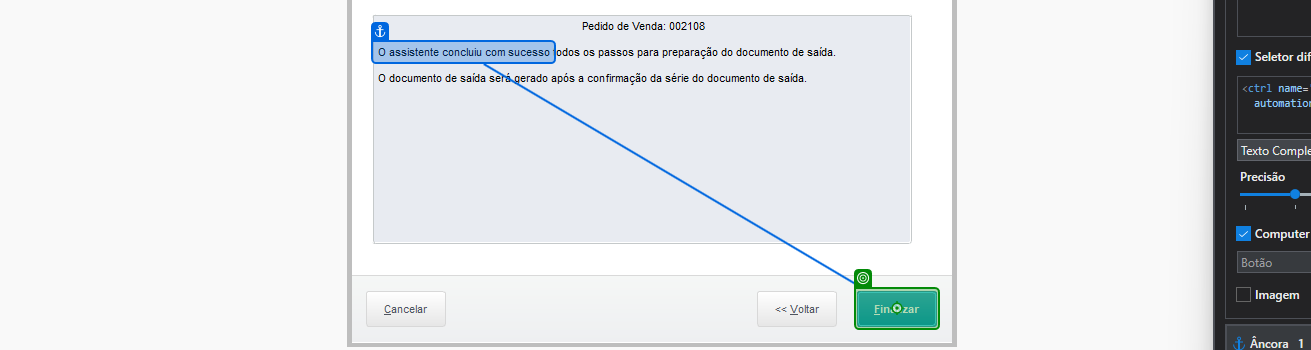 Pedido de Venda: 002108
O assistente concluiu com sucesso todos os passos para preparação do documento de saída.
O documento de saída será gerado após a confirmação da série do documento de saída.
Cancelar
<< Voltar
Finalizar
Seletor dif
<ctrl name=
automation
Texto Comple
Precisão
Computer
Botão
Imagem
Âncora 1